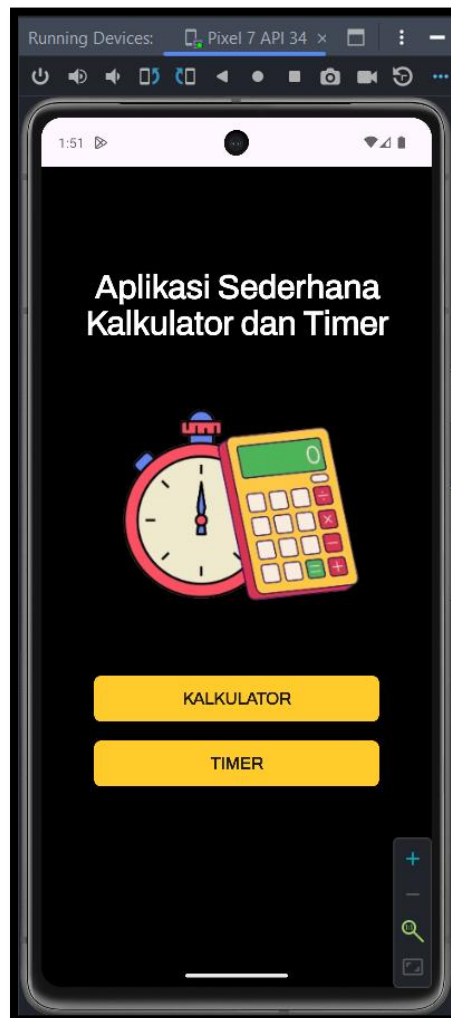 Running Devices: Pixel 7 API 34
1:51
Aplikasi Sederhana
Kalkulator dan Timer
0
KALKULATOR
TIMER